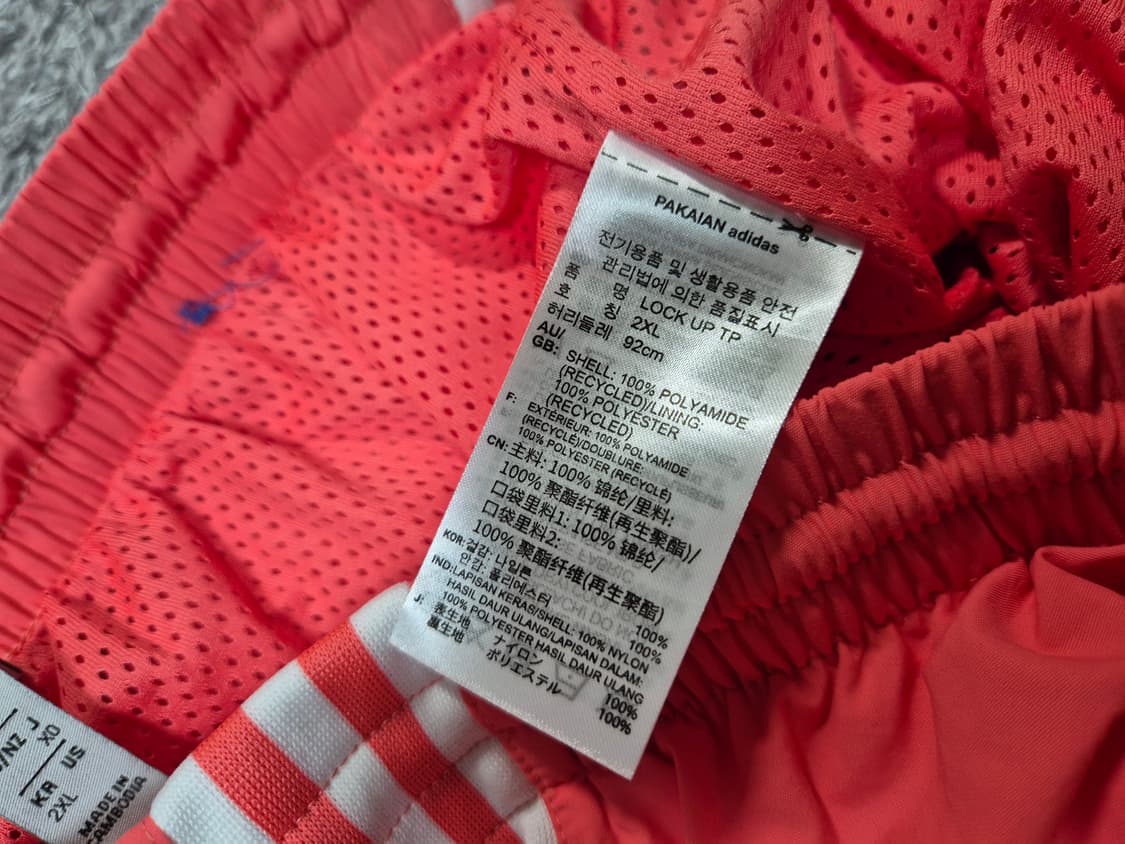 PAKAIAN adidas
전기용품 및 생활용품 안전
관리법에 의한 품질표시
품 명 LOCK UP TP
호 칭 2XL
허리둘레 92cm
AU/
GB: SHELL: 100% POLYAMIDE
(RECYCLED)/LINING:
100% POLYESTER
(RECYCLED)
F: EXTÉRIEUR: 100% POLYAMIDE
(RECYCLÉ)/DOUBLURE:
100% POLYESTER (RECYCLÉ)
CN: 主料: 100% 锦纶/里料:
100% 聚酯纤维(再生聚酯)/
口袋里料1: 100% 锦纶/
口袋里料2:
100% 聚酯纤维(再生聚酯)
KOR: 겉감: 나일론 100%
안감: 폴리에스터 100%
IND: LAPISAN KERAS/SHELL: 100% NYLON
HASIL DAUR ULANG/LAPISAN DALAM:
100% POLYESTER HASIL DAUR ULANG
J: 表生地 ナイロン 100%
裏生地 ポリエステル 100%
/NZ J
XO
KR US
2XL
MADE IN
CAMBODIA